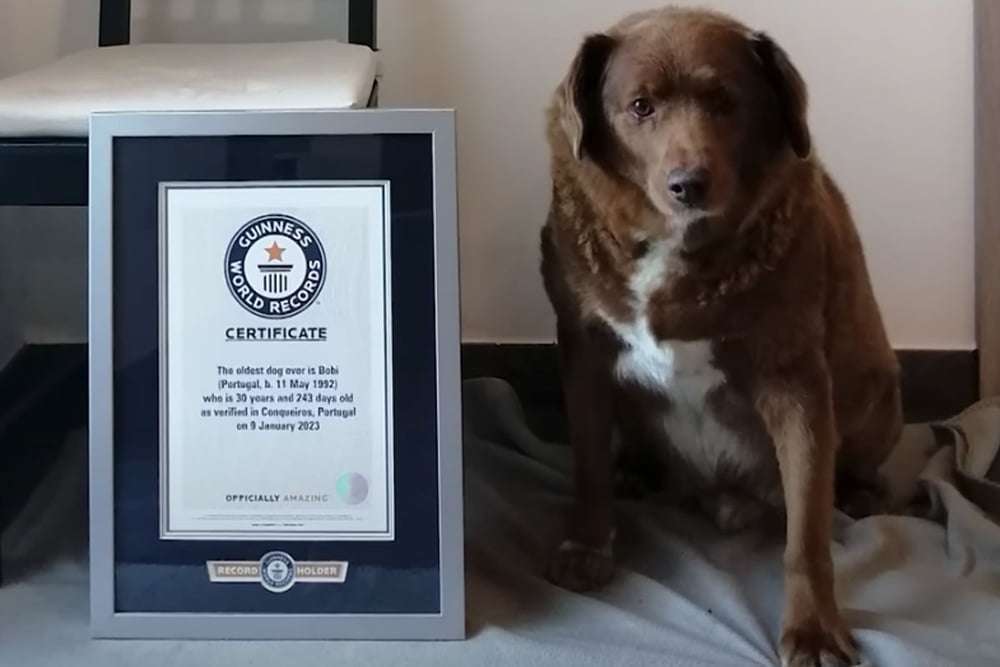 GUINNESS
WORLD RECORDS
CERTIFICATE
The oldest dog ever is Bobi
(Portugal, b. 11 May 1992)
who is 30 years and 243 days old
as verified in Conqueiros, Portugal
on 9 January 2023
OFFICIALLY AMAZING
RECORD HOLDER